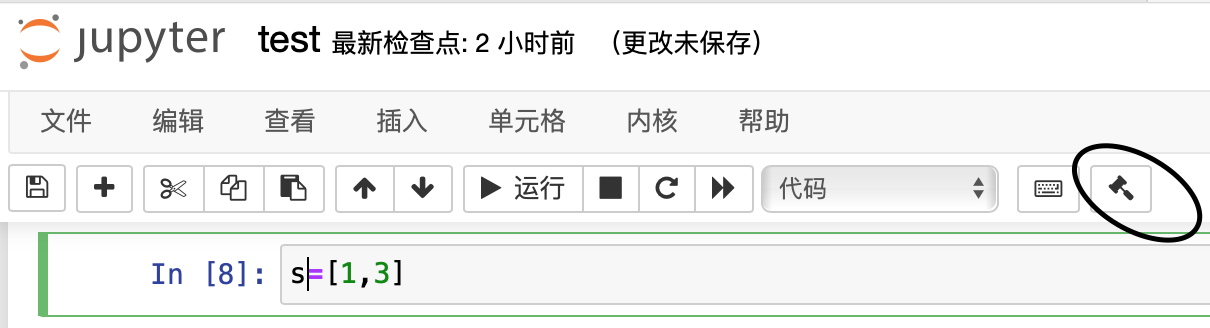 jupyter test 最新检查点: 2 小时前 （更改未保存）
文件 编辑 查看 插入 单元格 内核 帮助
运行 代码
In [8]: s=[1,3]